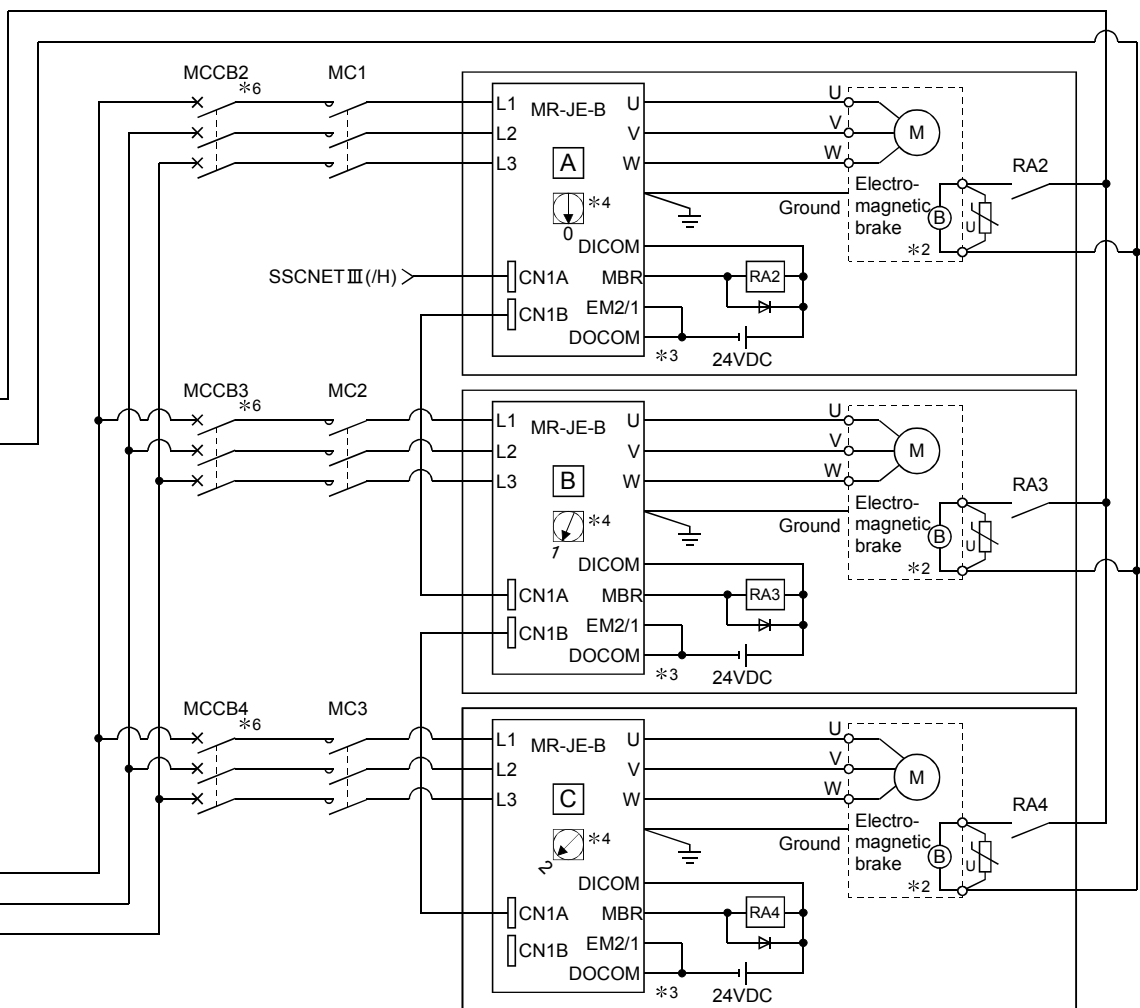 MCCB2
*6
MC1
L1
L2
L3
MR-JE-B
A
*4
0
U
V
W
U
V
W
M
Ground
Electro-
magnetic
brake
*2
B
U
RA2
DICOM
MBR
EM2/1
DOCOM
RA2
*3
24VDC
SSCNETⅢ(/H)
CN1A
CN1B
MCCB3
*6
MC2
L1
L2
L3
MR-JE-B
B
*4
1
U
V
W
U
V
W
M
Ground
Electro-
magnetic
brake
*2
B
U
RA3
DICOM
MBR
EM2/1
DOCOM
RA3
*3
24VDC
CN1A
CN1B
MCCB4
*6
MC3
L1
L2
L3
MR-JE-B
C
*4
2
U
V
W
U
V
W
M
Ground
Electro-
magnetic
brake
*2
B
U
RA4
DICOM
MBR
EM2/1
DOCOM
RA4
*3
24VDC
CN1A
CN1B